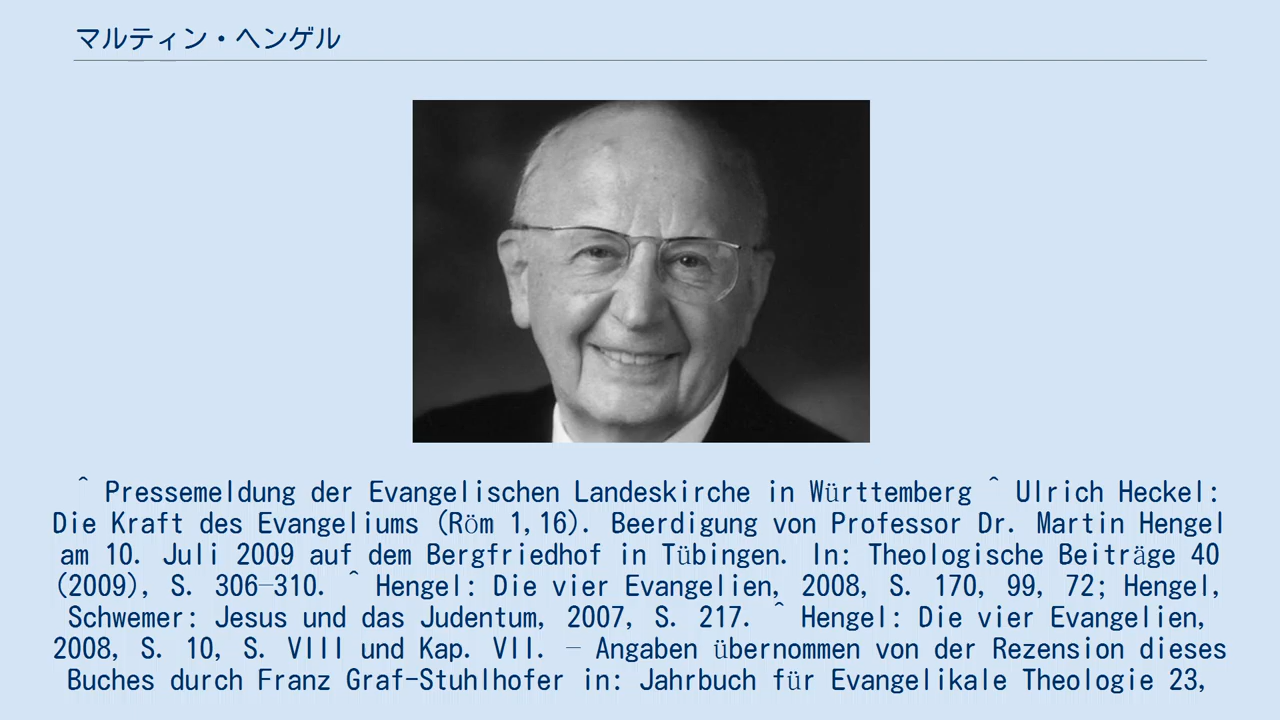 マルティン・ヘンゲル
^ Pressemeldung der Evangelischen Landeskirche in Württemberg ^ Ulrich Heckel:
Die Kraft des Evangeliums (Röm 1,16). Beerdigung von Professor Dr. Martin Hengel
am 10. Juli 2009 auf dem Bergfriedhof in Tübingen. In: Theologische Beiträge 40
(2009), S. 306–310. ^ Hengel: Die vier Evangelien, 2008, S. 170, 99, 72; Hengel,
Schwemer: Jesus und das Judentum, 2007, S. 217. ^ Hengel: Die vier Evangelien,
2008, S. 10, S. VIII und Kap. VII. – Angaben übernommen von der Rezension dieses
Buches durch Franz Graf-Stuhlhofer in: Jahrbuch für Evangelikale Theologie 23,